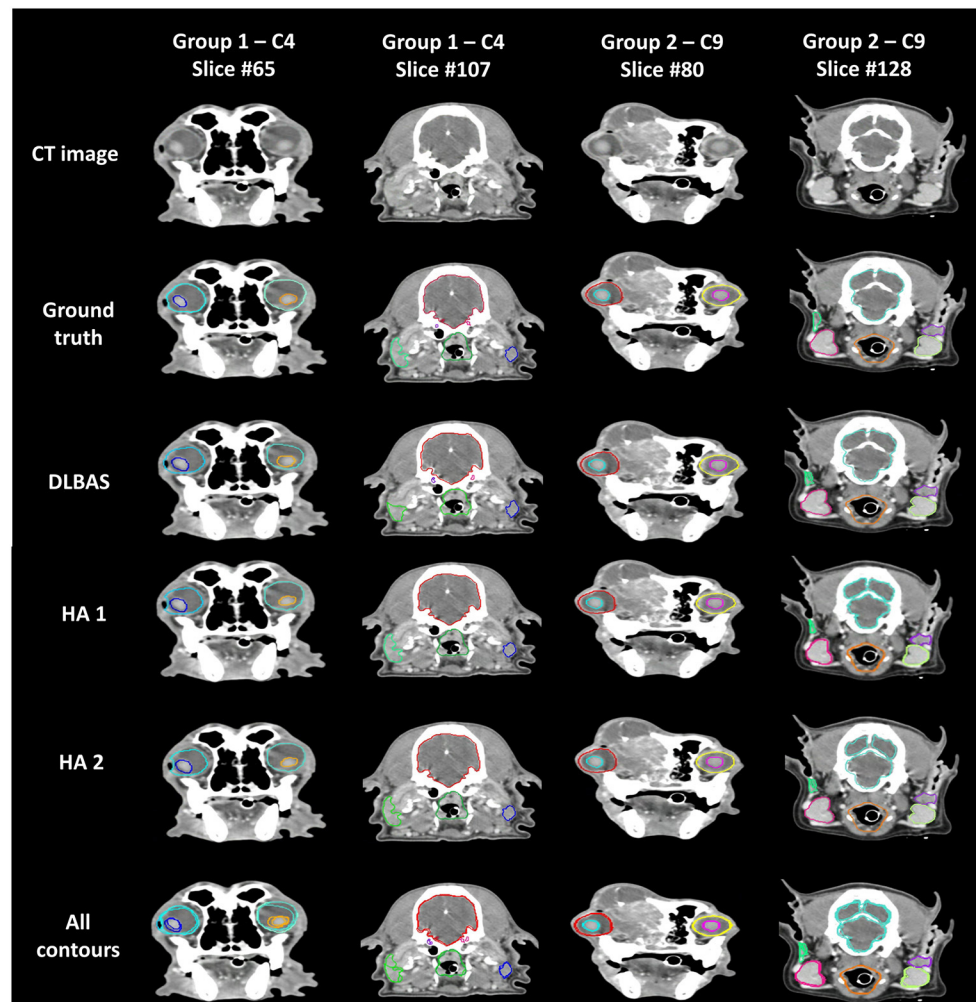 Group 1 – C4
Slice #65
Group 1 – C4
Slice #107
Group 2 – C9
Slice #80
Group 2 – C9
Slice #128
CT image
Ground
truth
DLBAS
HA 1
HA 2
All
contours